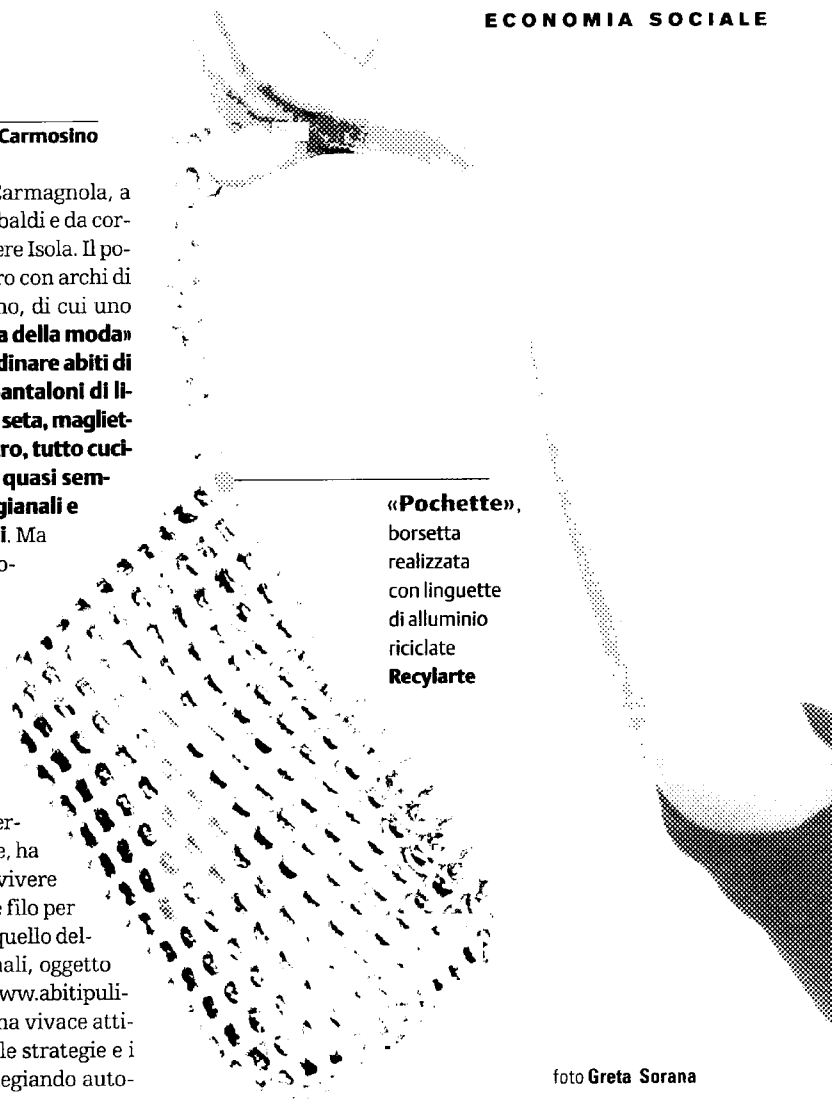 ECONOMIA SOCIALE
Carmosino
Carmagnola, a
baldi e da cor-
ere Isola. Il po-
ro con archi di
no, di cui uno
a della moda»
dinare abiti di
antaloni di li-
seta, magliet-
ro, tutto cuci-
quasi sem-
gianali e
i. Ma
o-
er-
e, ha
vivere
e filo per
quello del-
nali, oggetto
ww.abitipuli-
na vivace atti-
le strategie e i
egiando auto-
«Pochette»,
borsetta
realizzata
con linguette
di alluminio
riciclate
Recylarte
foto Greta Sorana